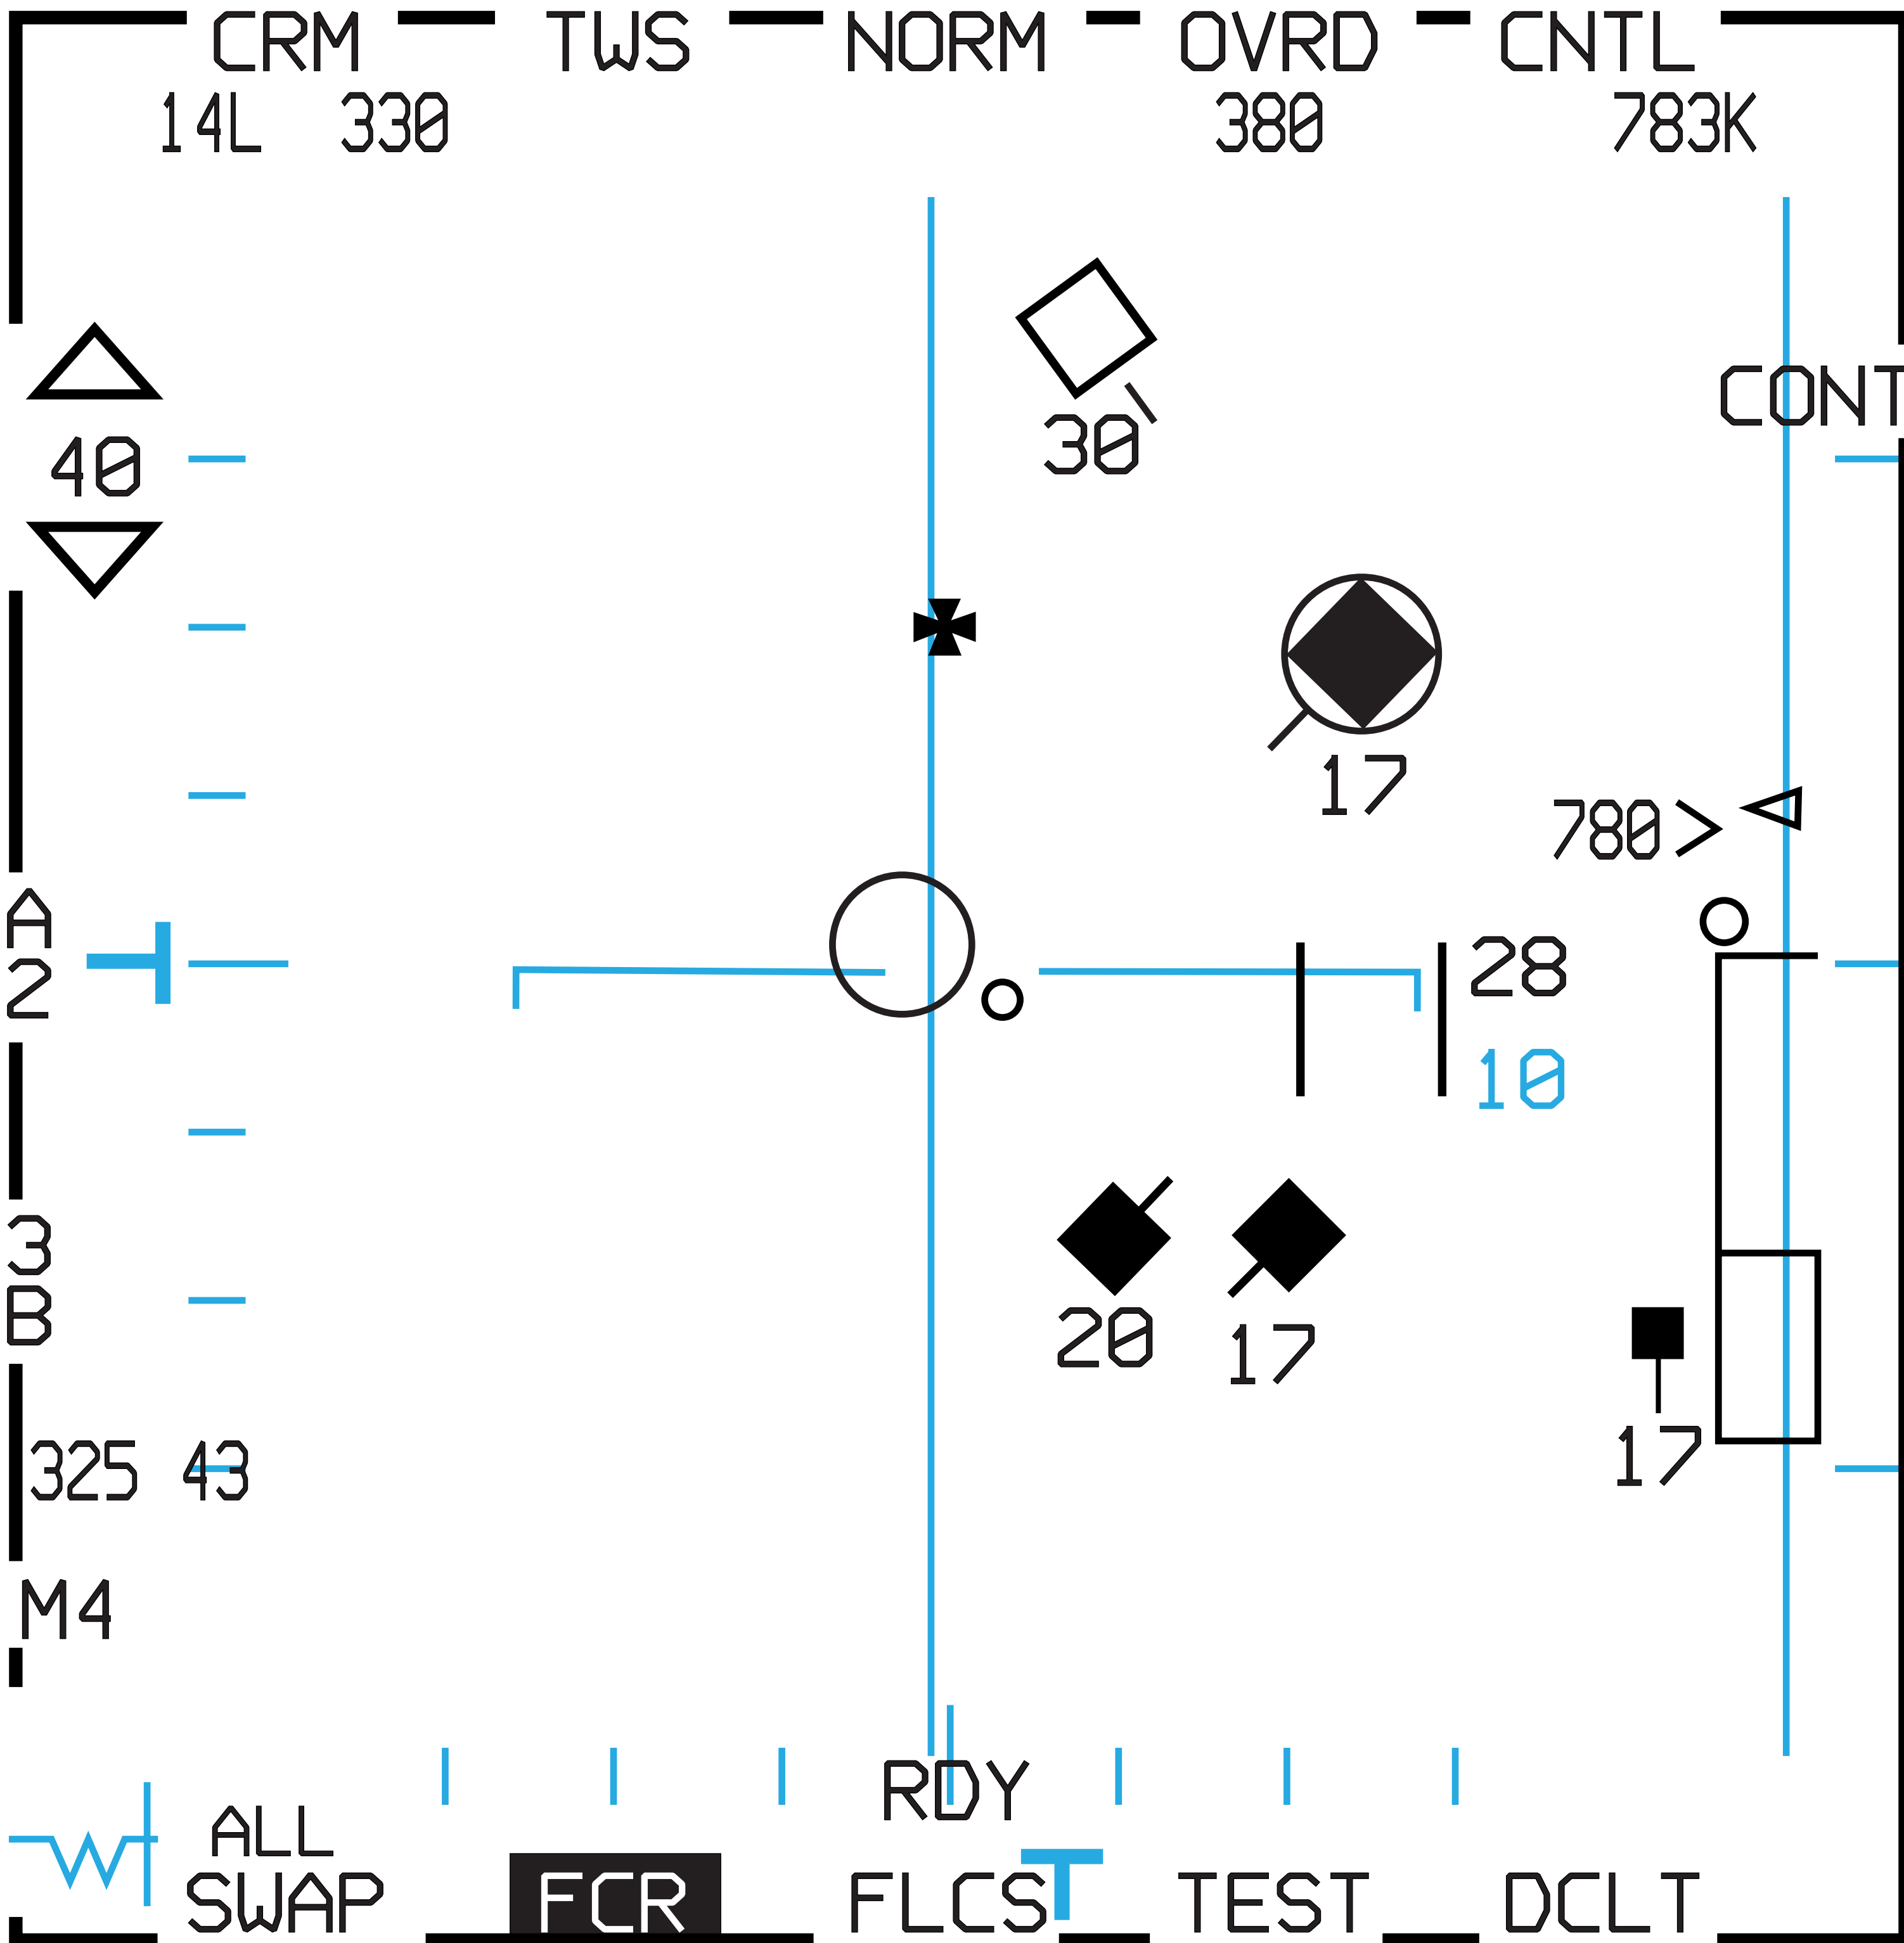 CRM TWS NORM OVRD CNTL
14L 330 380 783K
CONT
40
30
17
780
A
2
28
10
3
B
20
17
17
325 43
M4
RDY
ALL
SWAP FCR FLCS TEST DCLT